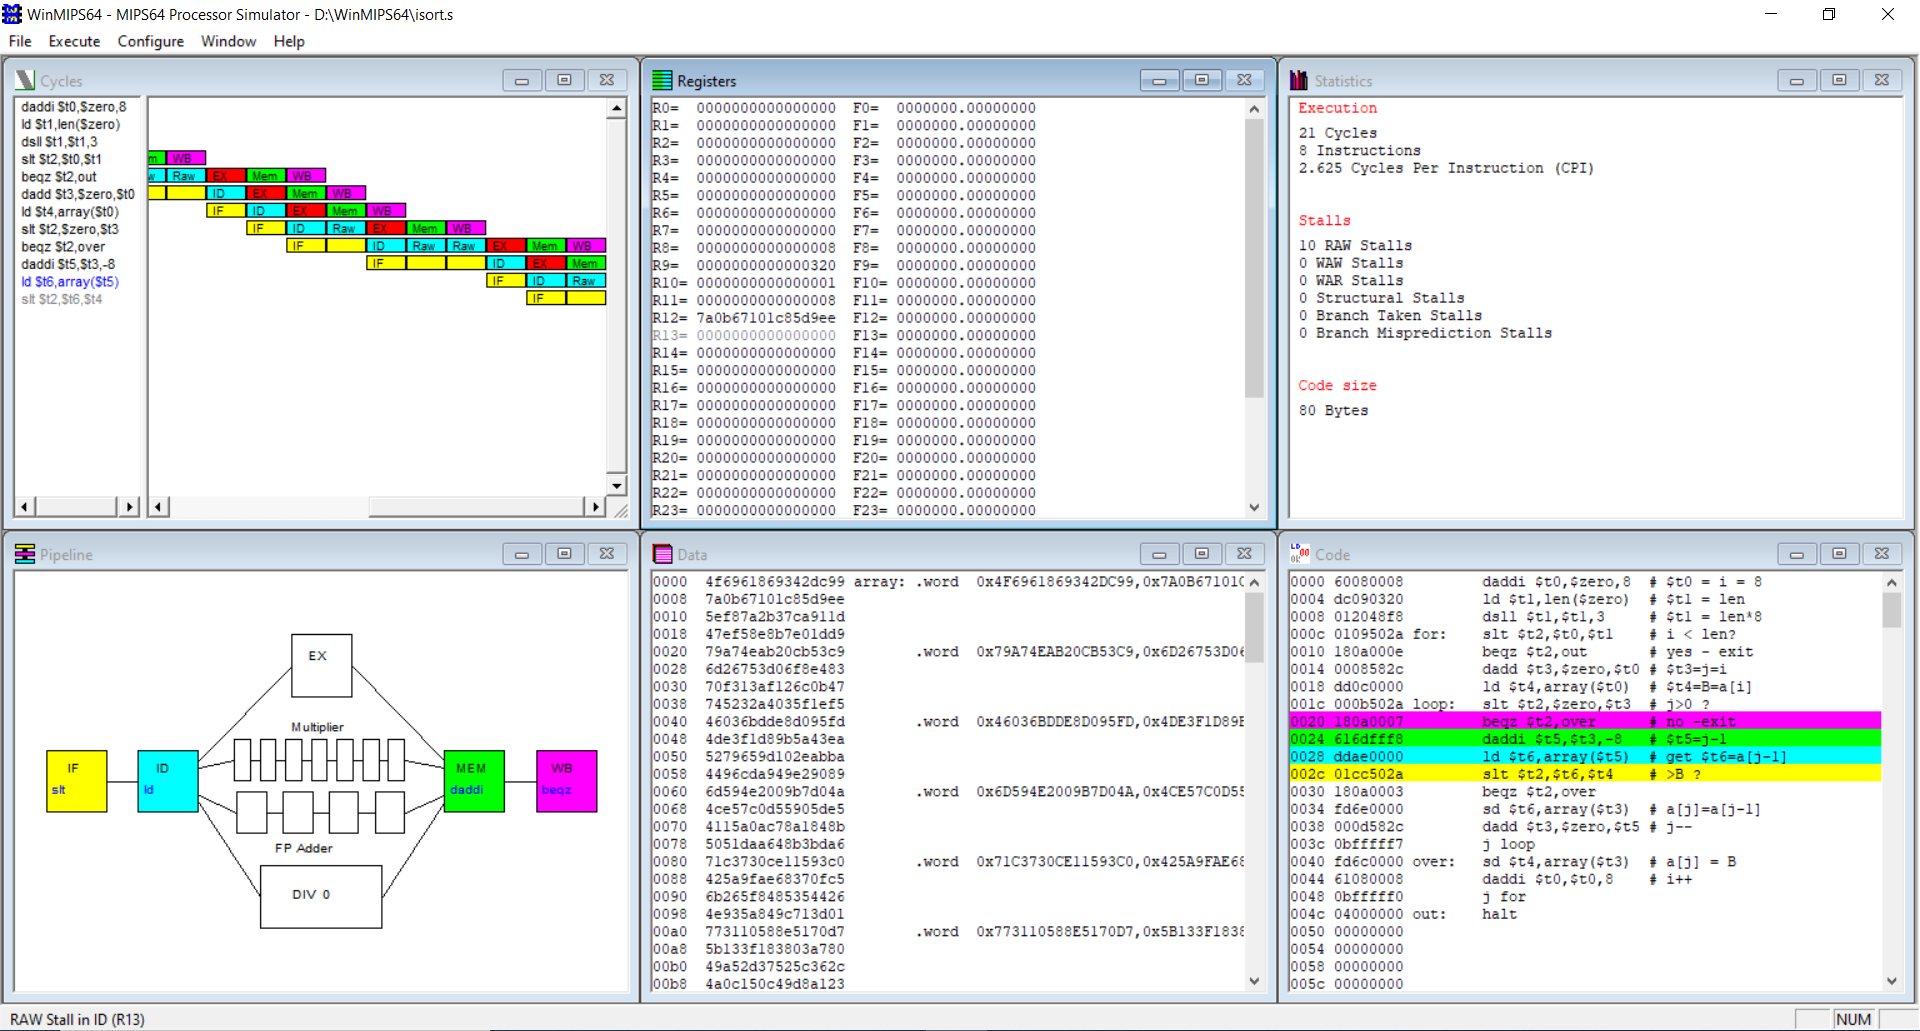 WinMIPS64 - MIPS64 Processor Simulator - D:\WinMIPS64\isort.s
File Execute Configure Window Help
Cycles
daddi $t0,$zero,8
ld $t1,len($zero)
dsll $t1,$t1,3
slt $t2,$t0,$t1
beqz $t2,out
dadd $t3,$zero,$t0
ld $t4,array($t0)
slt $t2,$zero,$t3
beqz $t2,over
daddi $t5,$t3,-8
ld $t6,array($t5)
slt $t2,$t6,$t4
m WB
w Raw EX Mem WB
ID EX Mem WB
IF ID EX Mem WB
IF ID Raw EX Mem WB
IF ID Raw Raw EX Mem WB
IF ID EX Mem
IF ID Raw
IF
Registers
R0= 0000000000000000 F0= 0000000.00000000
R1= 0000000000000000 F1= 0000000.00000000
R2= 0000000000000000 F2= 0000000.00000000
R3= 0000000000000000 F3= 0000000.00000000
R4= 0000000000000000 F4= 0000000.00000000
R5= 0000000000000000 F5= 0000000.00000000
R6= 0000000000000000 F6= 0000000.00000000
R7= 0000000000000000 F7= 0000000.00000000
R8= 0000000000000008 F8= 0000000.00000000
R9= 0000000000000320 F9= 0000000.00000000
R10= 0000000000000001 F10= 0000000.00000000
R11= 0000000000000008 F11= 0000000.00000000
R12= 7a0b67101c85d9ee F12= 0000000.00000000
R13= 0000000000000000 F13= 0000000.00000000
R14= 0000000000000000 F14= 0000000.00000000
R15= 0000000000000000 F15= 0000000.00000000
R16= 0000000000000000 F16= 0000000.00000000
R17= 0000000000000000 F17= 0000000.00000000
R18= 0000000000000000 F18= 0000000.00000000
R19= 0000000000000000 F19= 0000000.00000000
R20= 0000000000000000 F20= 0000000.00000000
R21= 0000000000000000 F21= 0000000.00000000
R22= 0000000000000000 F22= 0000000.00000000
R23= 0000000000000000 F23= 0000000.00000000
Statistics
Execution
21 Cycles
8 Instructions
2.625 Cycles Per Instruction (CPI)
Stalls
10 RAW Stalls
0 WAW Stalls
0 WAR Stalls
0 Structural Stalls
0 Branch Taken Stalls
0 Branch Misprediction Stalls
Code size
80 Bytes
Pipeline
EX
Multiplier
IF
slt
ID
ld
MEM
daddi
WB
beqz
FP Adder
DIV 0
Data
0000 4f6961869342dc99 array: .word 0x4F6961869342DC99,0x7A0B67101C
0008 7a0b67101c85d9ee
0010 5ef87a2b37ca911d
0018 47ef58e8b7e01dd9
0020 79a74eab20cb53c9 .word 0x79A74EAB20CB53C9,0x6D26753D06
0028 6d26753d06f8e483
0030 70f313af126c0b47
0038 745232a4035f1ef5
0040 46036bdde8d095fd .word 0x46036BDDE8D095FD,0x4DE3F1D89B
0048 4de3f1d89b5a43ea
0050 5279659d102eabba
0058 4496cda949e29089
0060 6d594e2009b7d04a .word 0x6D594E2009B7D04A,0x4CE57C0D55
0068 4ce57c0d55905de5
0070 4115a0ac78a1848b
0078 5051daa648b3bda6
0080 71c3730ce11593c0 .word 0x71C3730CE11593C0,0x425A9FAE68
0088 425a9fae68370fc5
0090 6b265f8485354426
0098 4e935a849c713d01
00a0 773110588e5170d7 .word 0x773110588E5170D7,0x5B133F1838
00a8 5b133f183803a780
00b0 49a52d37525c362c
00b8 4a0c150c49d8a123
Code
0000 60080008 daddi $t0,$zero,8 # $t0 = i = 8
0004 dc090320 ld $t1,len($zero) # $t1 = len
0008 012048f8 dsll $t1,$t1,3 # $t1 = len*8
000c 0109502a for: slt $t2,$t0,$t1 # i < len?
0010 180a000e beqz $t2,out # yes - exit
0014 0008582c dadd $t3,$zero,$t0 # $t3=j=i
0018 dd0c0000 ld $t4,array($t0) # $t4=B=a[i]
001c 000b502a loop: slt $t2,$zero,$t3 # j>0 ?
0020 180a0007 beqz $t2,over # no -exit
0024 616dfff8 daddi $t5,$t3,-8 # $t5=j-1
0028 ddae0000 ld $t6,array($t5) # get $t6=a[j-1]
002c 01cc502a slt $t2,$t6,$t4 # >B ?
0030 180a0003 beqz $t2,over
0034 fd6e0000 sd $t6,array($t3) # a[j]=a[j-1]
0038 000d582c dadd $t3,$zero,$t5 # j--
003c 0bfffff7 j loop
0040 fd6c0000 over: sd $t4,array($t3) # a[j] = B
0044 61080008 daddi $t0,$t0,8 # i++
0048 0bfffff0 j for
004c 04000000 out: halt
0050 00000000
0054 00000000
0058 00000000
005c 00000000
RAW Stall in ID (R13)
NUM